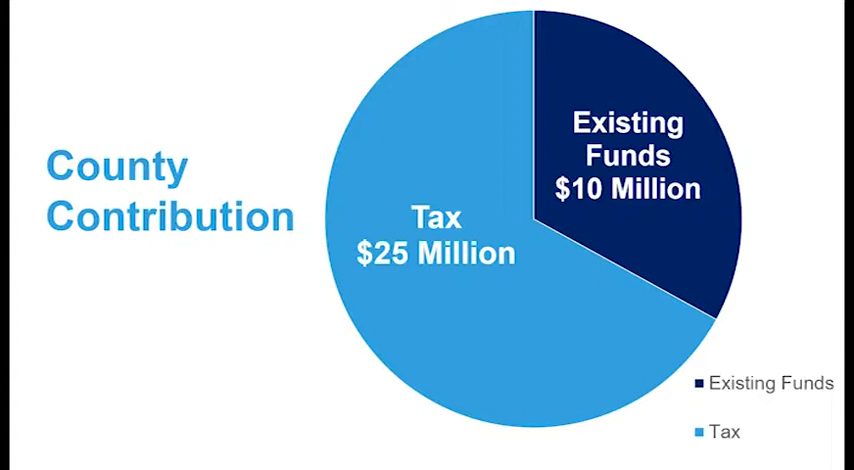 County
Contribution
Existing
Funds
$10 Million
Tax
$25 Million
Existing Funds
Tax